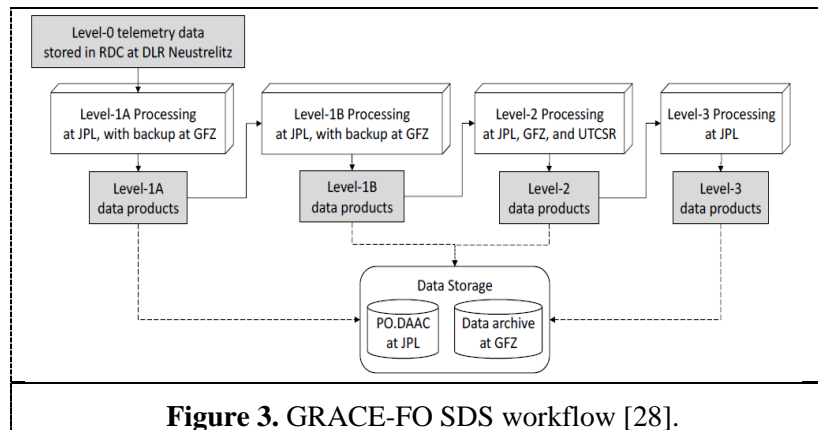 Level-0 telemetry data
stored in RDC at DLR Neustrelitz
Level-1A Processing
at JPL, with backup at GFZ
Level-1B Processing
at JPL, with backup at GFZ
Level-2 Processing
at JPL, GFZ, and UTCSR
Level-3 Processing
at JPL
Level-1A
data products
Level-1B
data products
Level-2
data products
Level-3
data products
Data Storage
PO.DAAC
at JPL
Data archive
at GFZ
Figure 3. GRACE-FO SDS workflow [28].